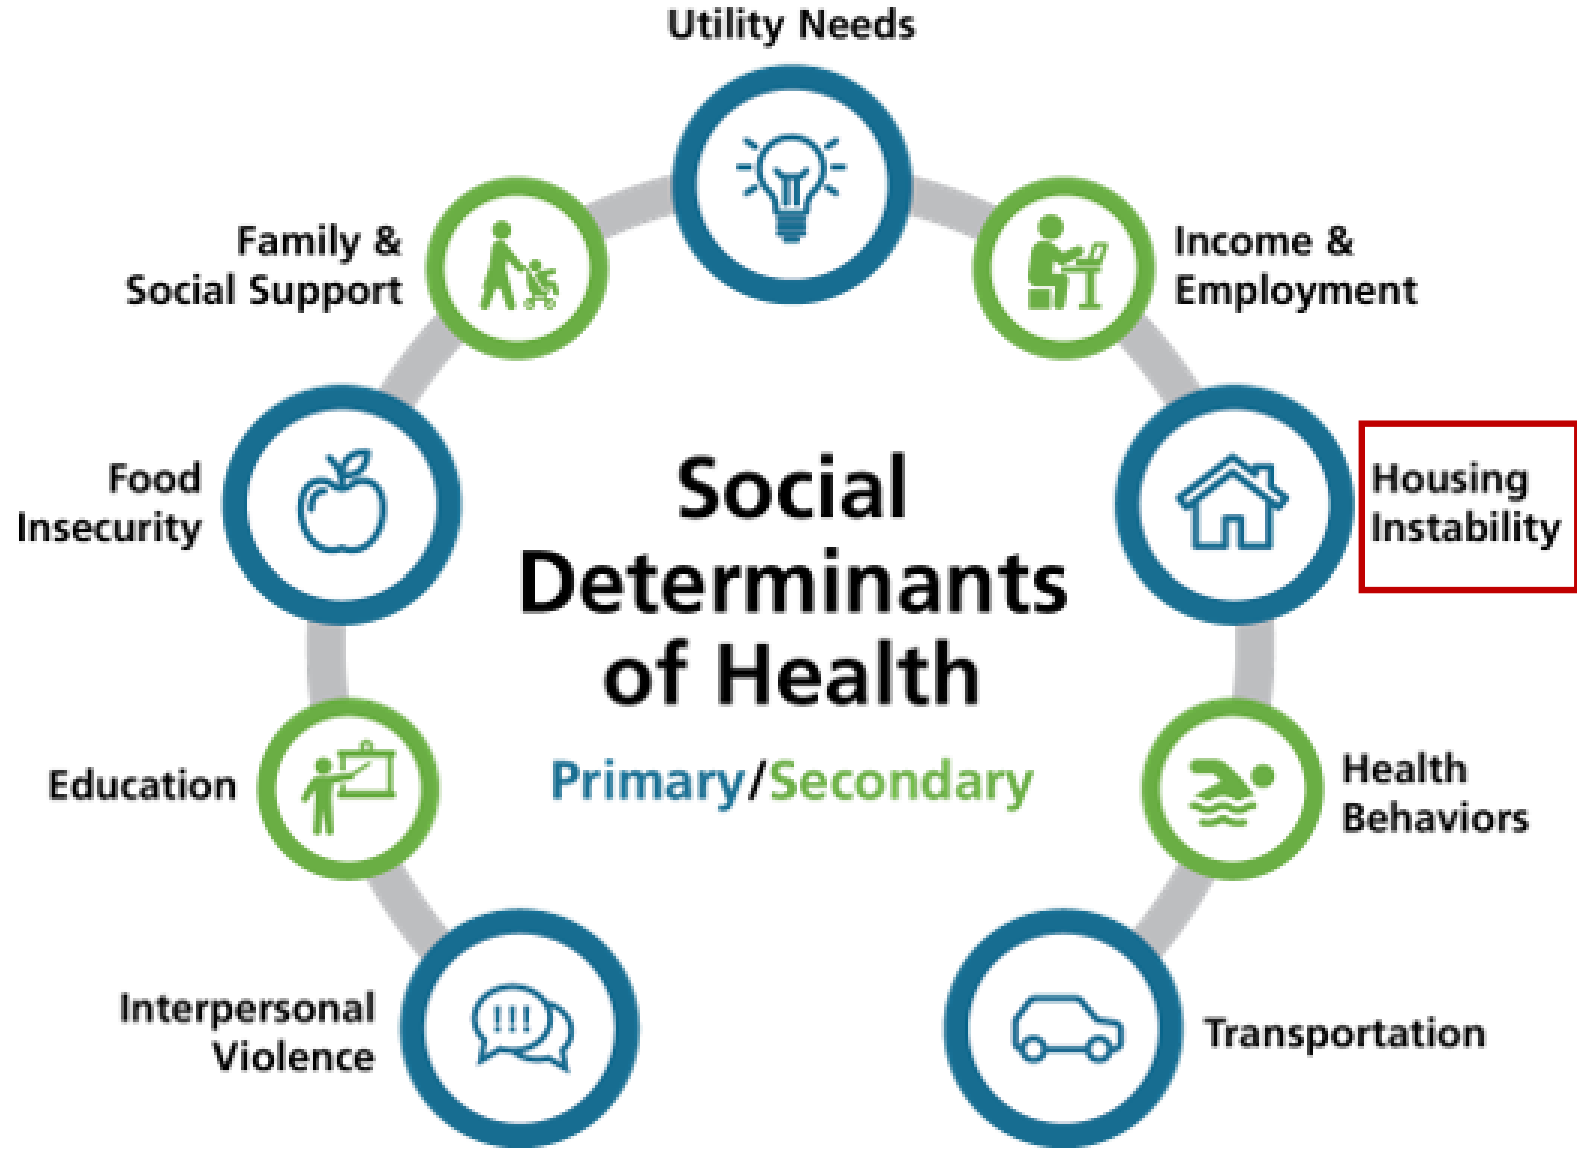 Utility Needs
Family &
Social Support
Income &
Employment
Food
Insecurity
Housing
Instability
Social
Determinants
of Health
Primary/Secondary
Education
Health
Behaviors
Interpersonal
Violence
!!!
Transportation